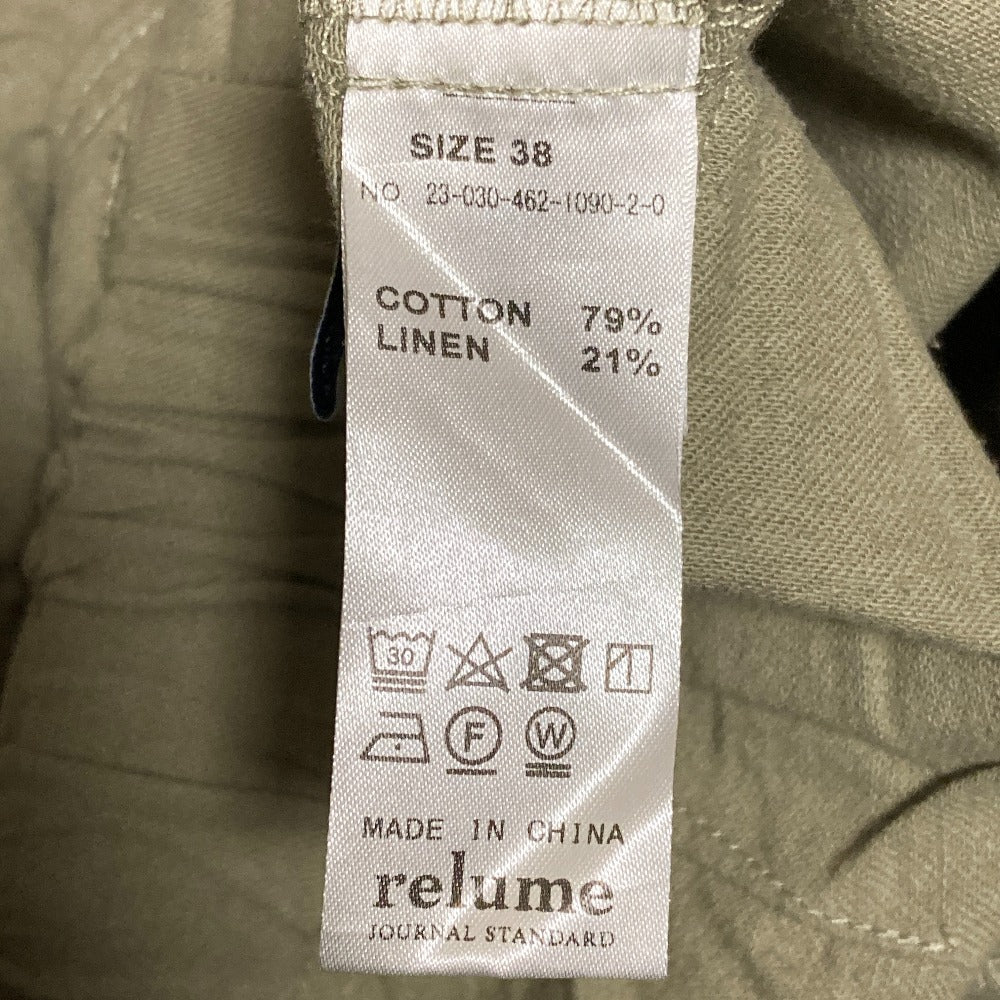 SIZE 38
NO 23-030-462-1090-2-0
COTTON 79%
LINEN 21%
30
F W
MADE IN CHINA
relume
JOURNAL STANDARD